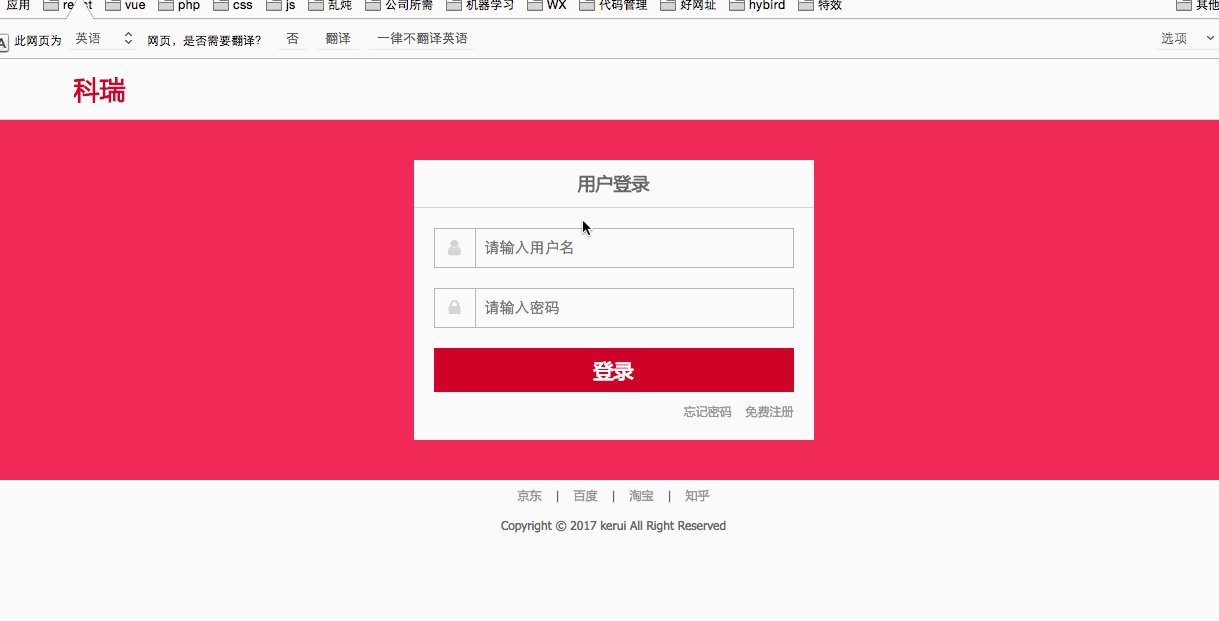 应用 react vue php css js 乱炖 公司所需 机器学习 WX 代码管理 好网址 hybird 特效 其他
A 此网页为 英语 网页，是否需要翻译？ 否 翻译 一律不翻译英语 选项
科瑞
用户登录
请输入用户名
请输入密码
登录
忘记密码 免费注册
京东 | 百度 | 淘宝 | 知乎
Copyright © 2017 kerui All Right Reserved